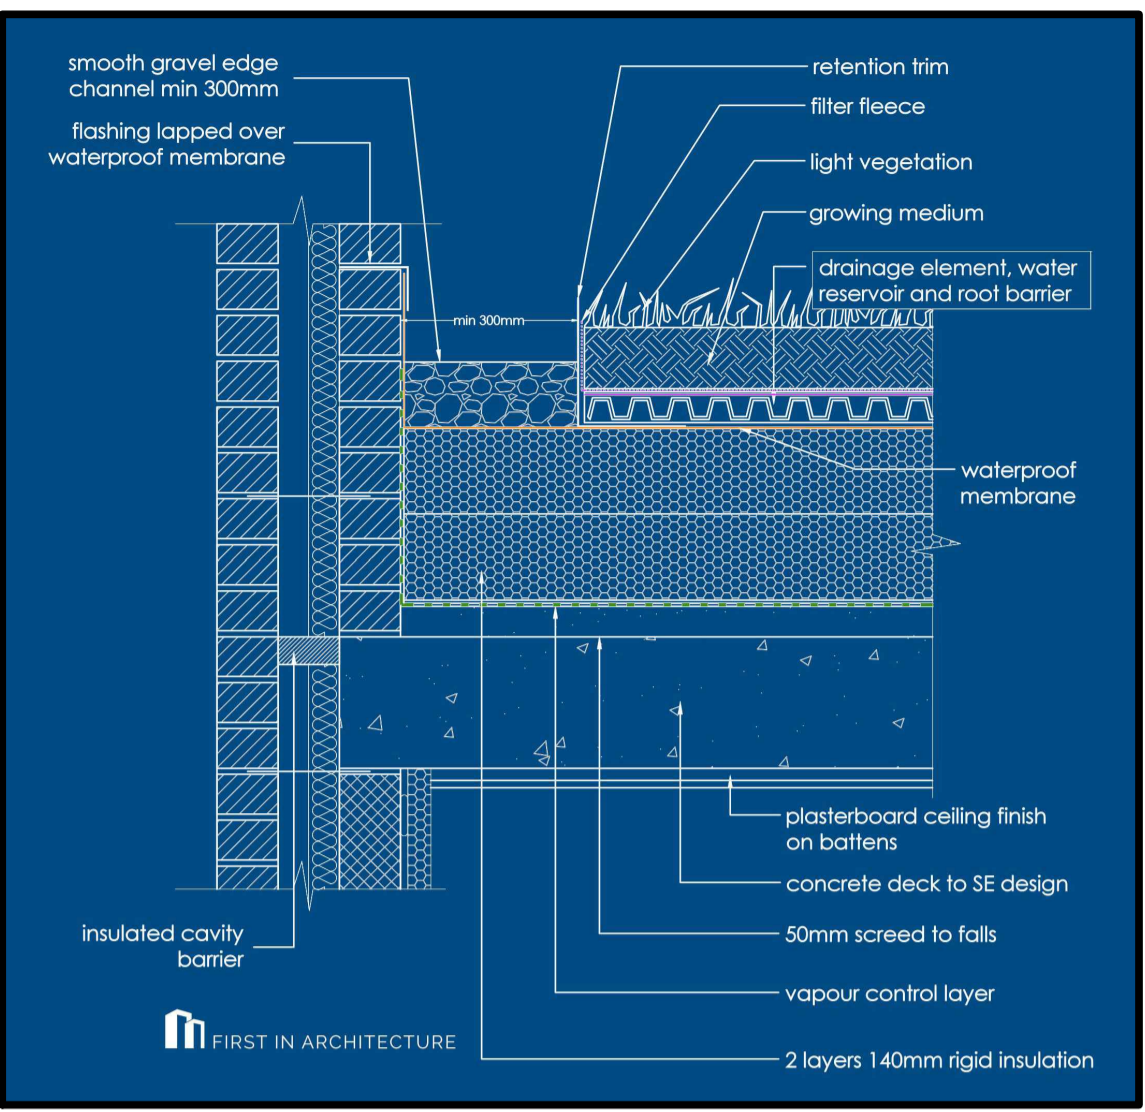 smooth gravel edge
channel min 300mm
flashing lapped over
waterproof membrane
retention trim
filter fleece
light vegetation
growing medium
drainage element, water
reservoir and root barrier
min 300mm
waterproof
membrane
plasterboard ceiling finish
on battens
concrete deck to SE design
50mm screed to falls
vapour control layer
2 layers 140mm rigid insulation
insulated cavity
barrier
FIRST IN ARCHITECTURE